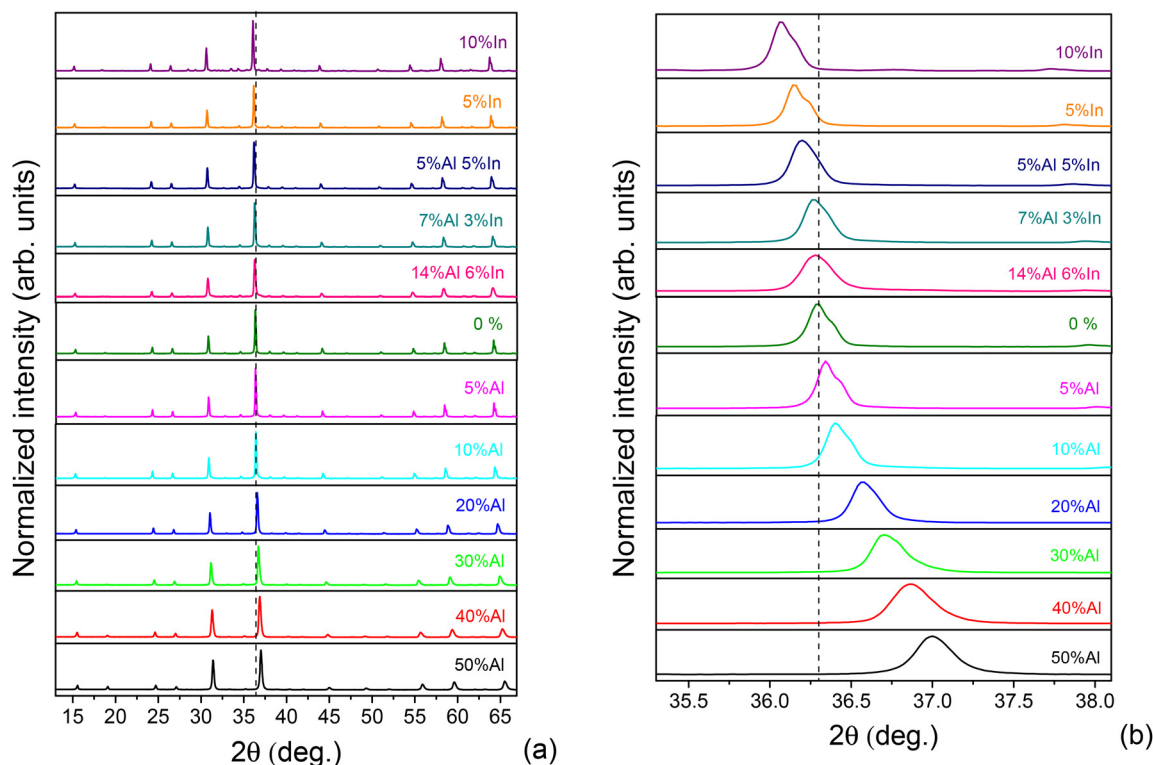 Normalized intensity (arb. units)
10%In
5%In
5%Al 5%In
7%Al 3%In
14%Al 6%In
0 %
5%Al
10%Al
20%Al
30%Al
40%Al
50%Al
15 20 25 30 35 40 45 50 55 60 65
2θ (deg.)
(a)
Normalized intensity (arb. units)
10%In
5%In
5%Al 5%In
7%Al 3%In
14%Al 6%In
0 %
5%Al
10%Al
20%Al
30%Al
40%Al
50%Al
35.5 36.0 36.5 37.0 37.5 38.0
2θ (deg.)
(b)